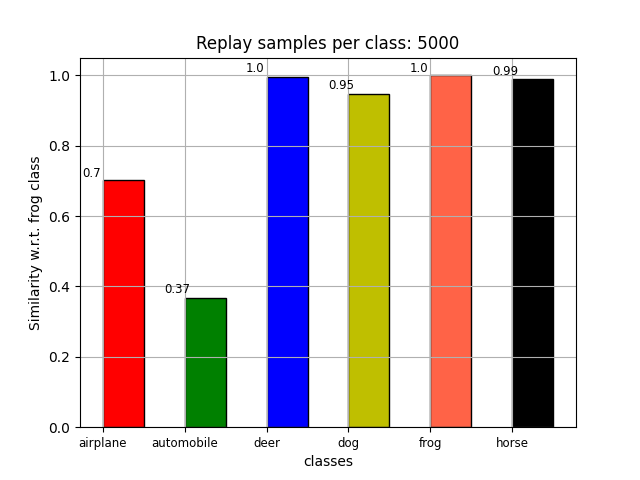 Replay samples per class: 5000
Similarity w.r.t. frog class
1.0
0.8
0.6
0.4
0.2
0.0
0.7
0.37
1.0
0.95
1.0
0.99
airplane
automobile
deer
dog
frog
horse
classes